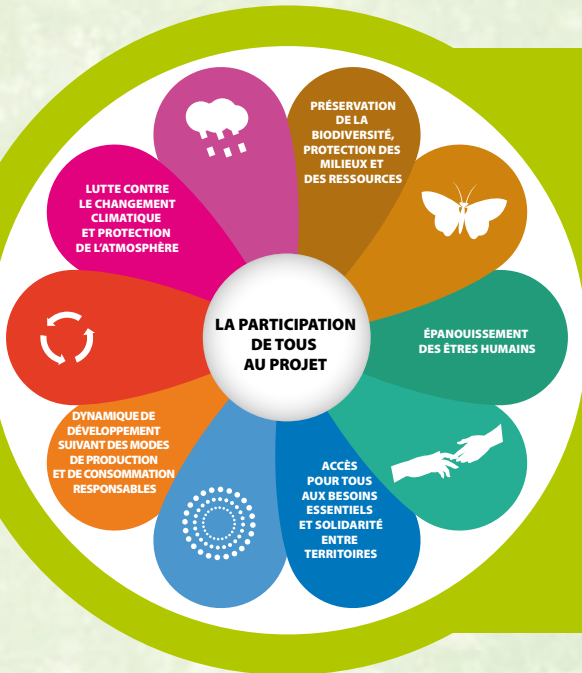 PRÉSERVATION
DE LA
BIODIVERSITÉ,
PROTECTION DES
MILIEUX ET
DES RESSOURCES
LUTTE CONTRE
LE CHANGEMENT
CLIMATIQUE
ET PROTECTION
DE L'ATMOSPHÈRE
LA PARTICIPATION
DE TOUS
AU PROJET
ÉPANOUISSEMENT
DES ÊTRES HUMAINS
DYNAMIQUE DE
DÉVELOPPEMENT
SUIVANT DES MODES
DE PRODUCTION
ET DE CONSOMMATION
RESPONSABLES
ACCÈS
POUR TOUS
AUX BESOINS
ESSENTIELS
ET SOLIDARITÉ
ENTRE
TERRITOIRES